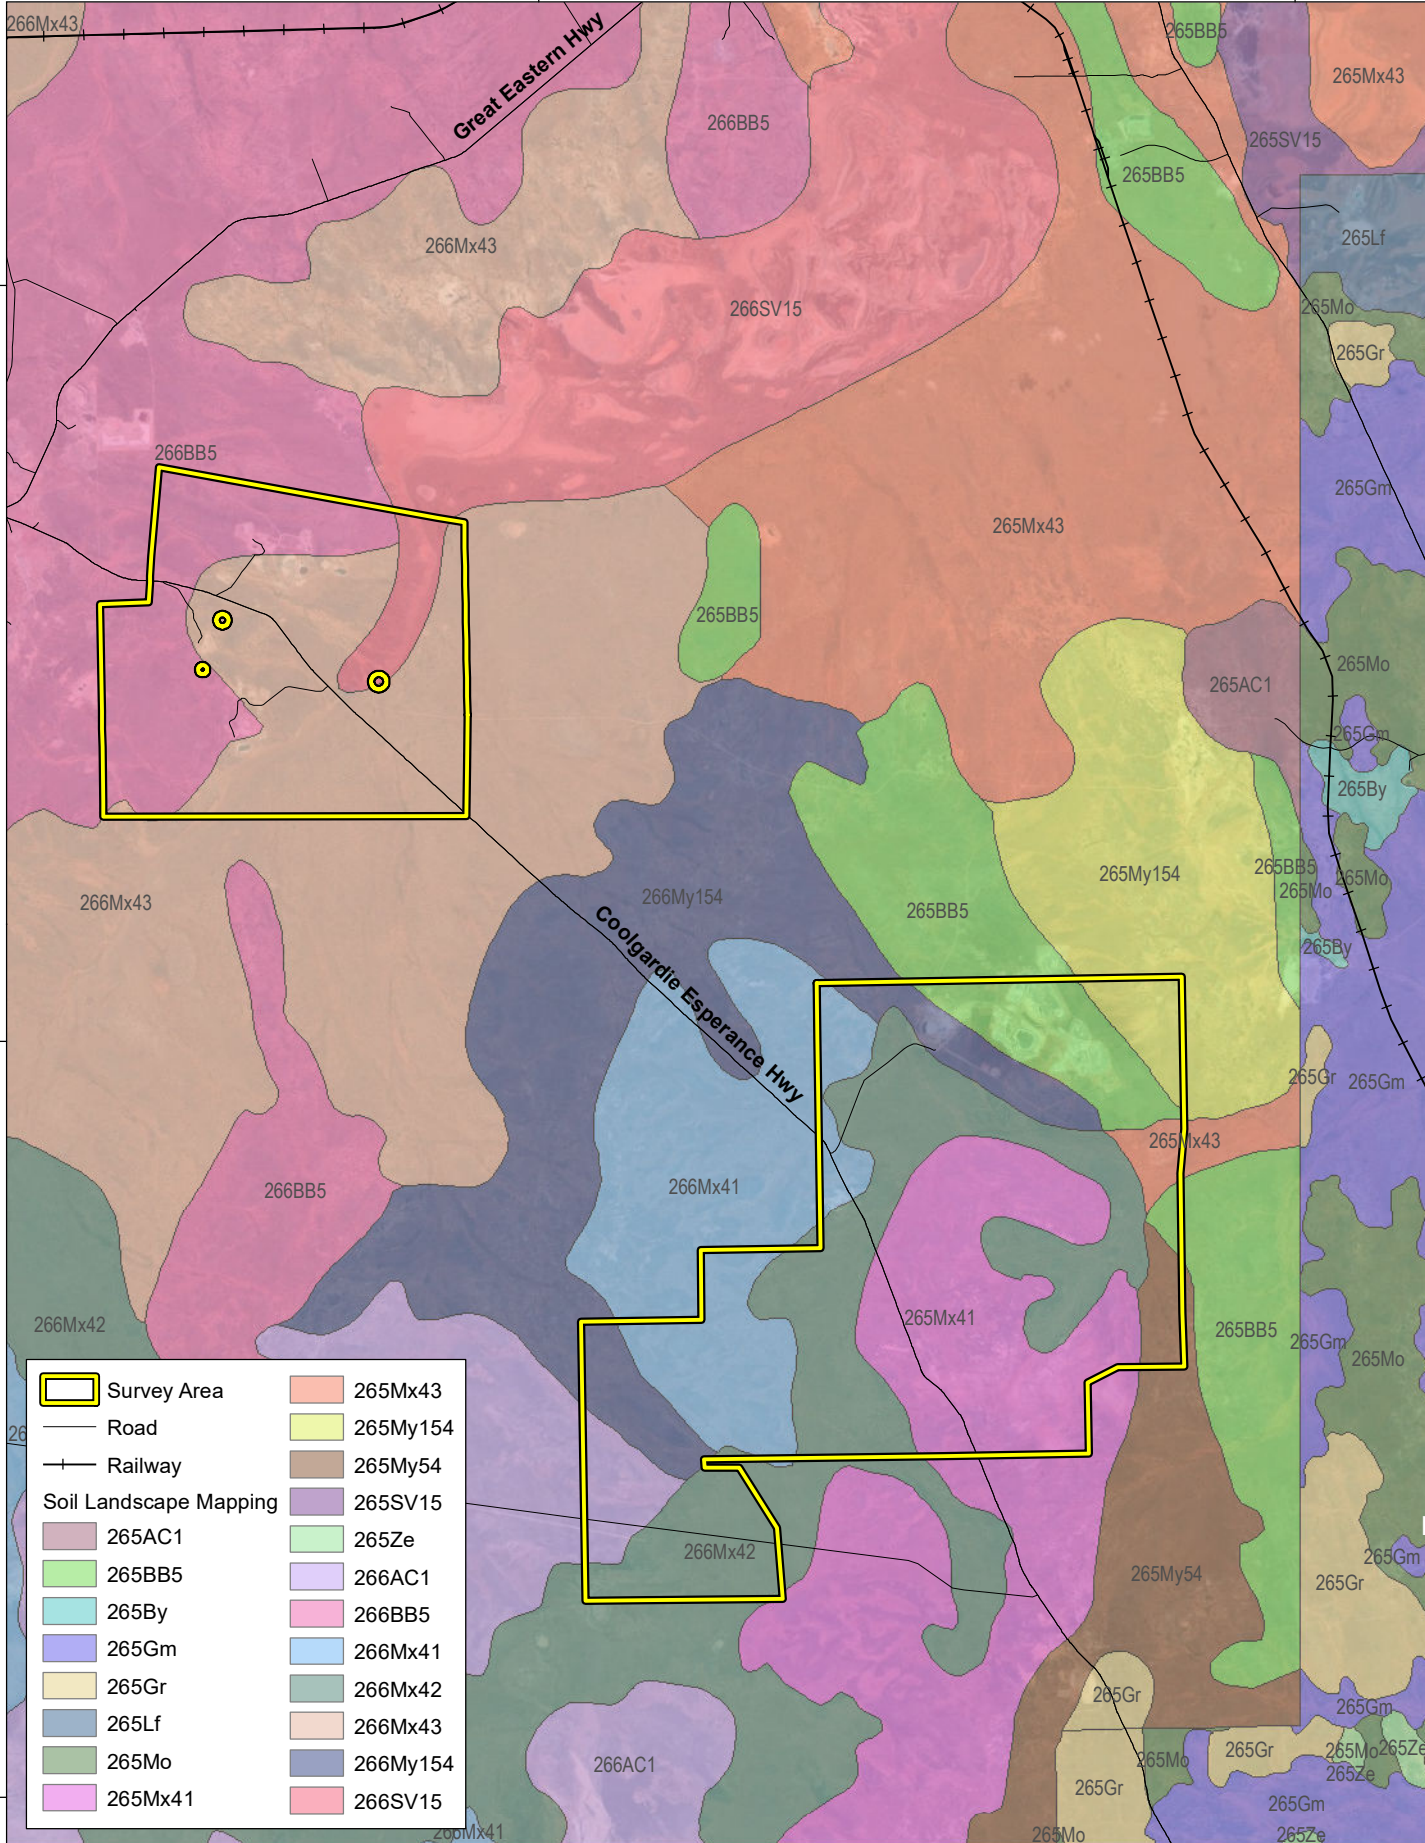 266Mx43
Great Eastern Hwy
265BB5
265Mx43
266BB5
265SV15
265BB5
266Mx43
265Lf
266SV15
265Mo
265Gr
266BB5
265Gm
265Mx43
265BB5
265Mo
265AC1
265Gm
265By
265My154
265BB5
265Mo
265Mo
266My154
266Mx43
265BB5
265By
Coolgardie Esperance Hwy
265Gr
265Gm
265Mx43
266Mx41
266BB5
265Mx41
266Mx42
265BB5
265Gm
265Mo
26
266Mx42
265My54
265Gm
265Gr
265Gr
265Gm
266AC1
265Mo
265Gr
265Mo
265Ze
265Ze
265Gr
265Gm
266Mx41
265Mo
265Ze
Survey Area
Road
Railway
Soil Landscape Mapping
265AC1
265BB5
265By
265Gm
265Gr
265Lf
265Mo
265Mx41
265Mx43
265My154
265My54
265SV15
265Ze
266AC1
266BB5
266Mx41
266Mx42
266Mx43
266My154
266SV15